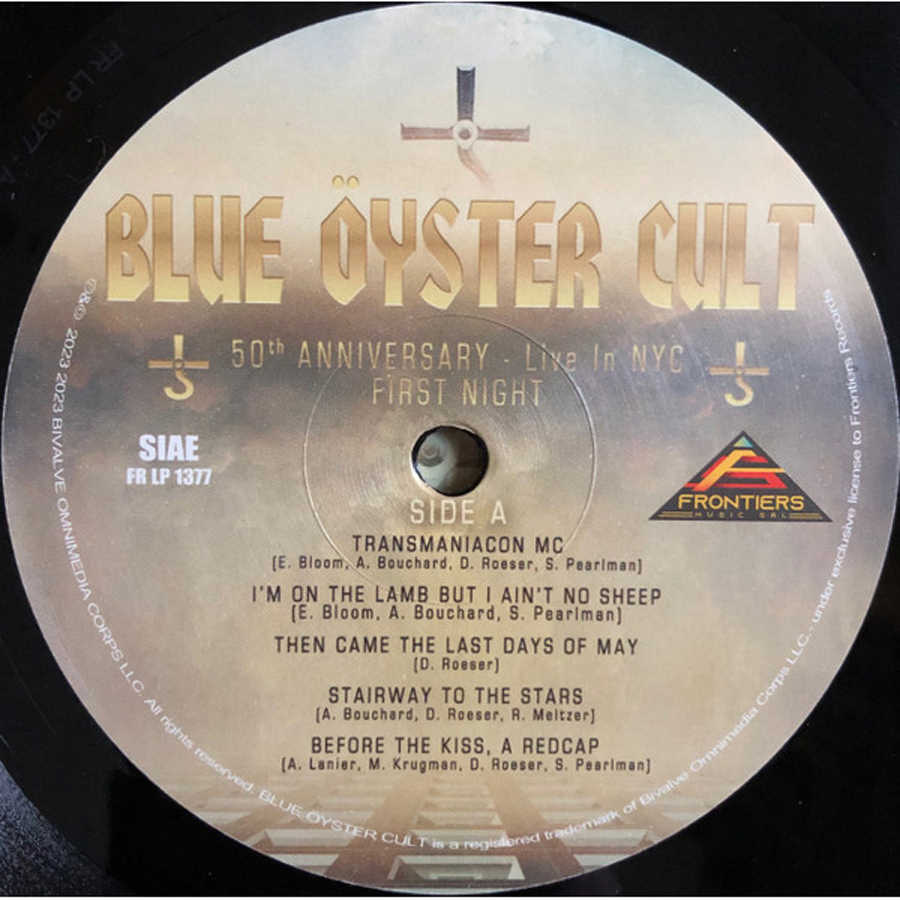 BLUE ÖYSTER CULT
50th ANNIVERSARY - Live In NYC
FIRST NIGHT
SIAE
FR LP 1377
FRONTIERS
MUSIC SRL
SIDE A
TRANSMANIACON MC
(E. Bloom, A. Bouchard, D. Roeser, S. Pearlman)
I'M ON THE LAMB BUT I AIN'T NO SHEEP
(E. Bloom, A. Bouchard, S. Pearlman)
THEN CAME THE LAST DAYS OF MAY
(D. Roeser)
STAIRWAY TO THE STARS
(A. Bouchard, D. Roeser, R. Meltzer)
BEFORE THE KISS, A REDCAP
(A. Lanier, M. Krugman, D. Roeser, S. Pearlman)
℗&© 2023 2023 BIVALVE OMNIMEDIA CORPS LLC. All rights reserved. BLUE ÖYSTER CULT is a registered trademark of Bivalve Omnimedia Corps LLC., under exclusive license to Frontiers Records
FR LP 1377 - A